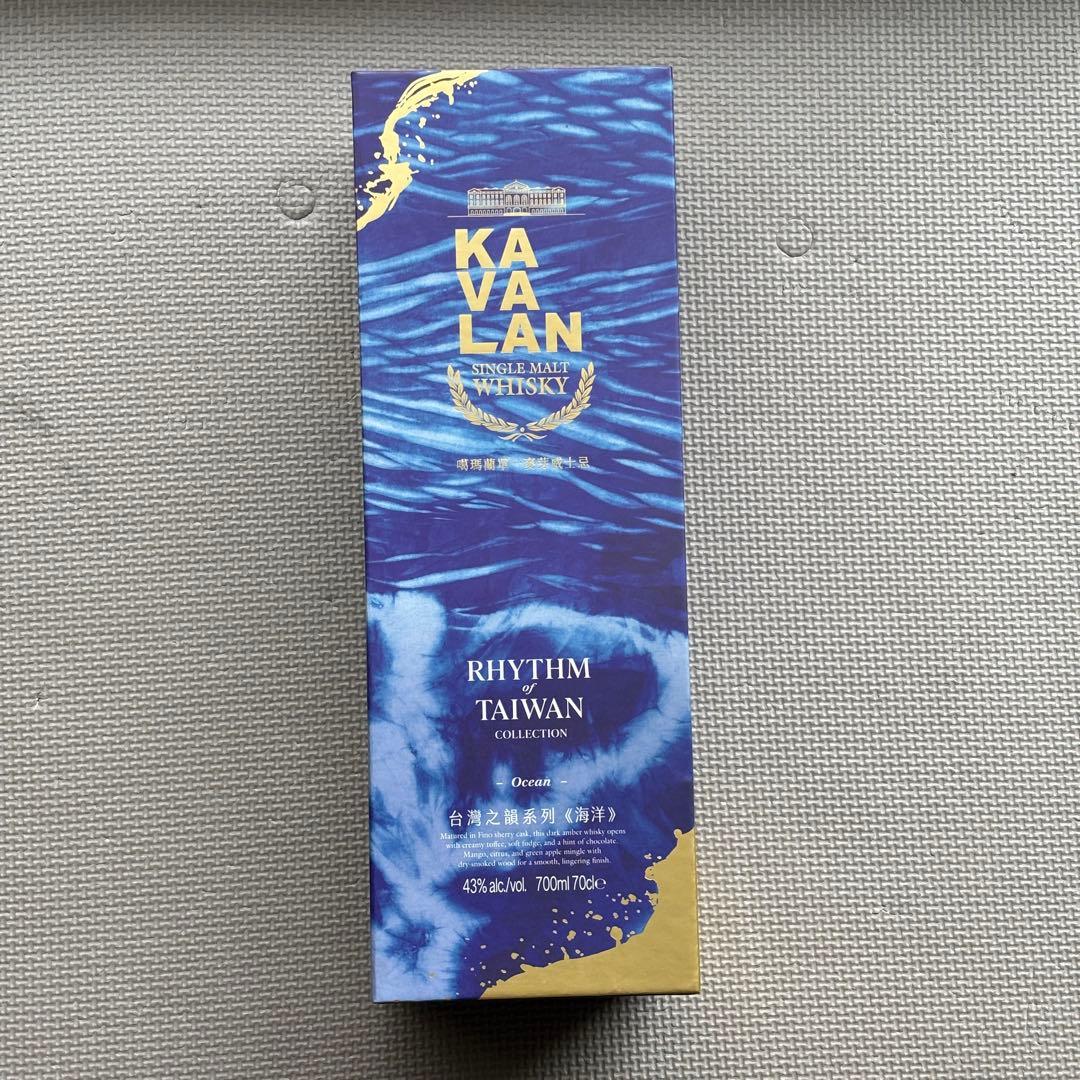 KA
VA
LAN
SINGLE MALT
WHISKY
噶瑪蘭單一麥芽威士忌
RHYTHM
of
TAIWAN
COLLECTION
- Ocean -
台灣之韻系列《海洋》
Matured in Fino sherry cask, this dark amber whisky opens
with creamy toffee, soft fudge, and a hint of chocolate.
Mango, citrus, and green apple mingle with
dry smoked wood for a smooth, lingering finish.
43% alc./vol. 700ml 70cl℮